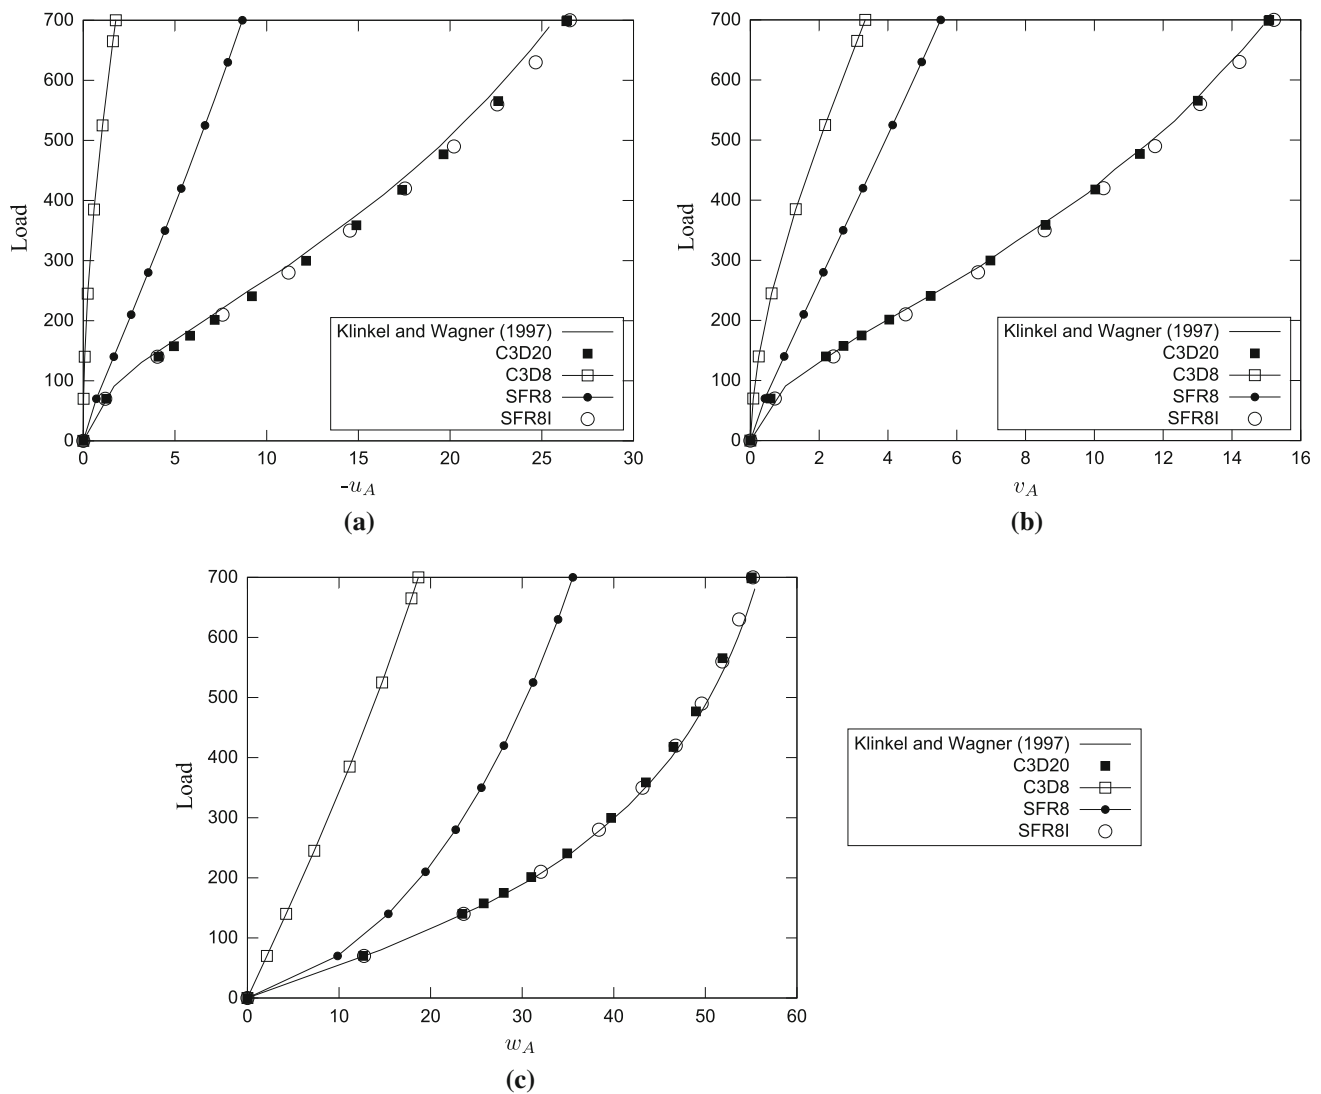 700
600
500
400
300
200
100
0
Load
0 5 10 15 20 25 30
-u_A
Klinkel and Wagner (1997)
C3D20
C3D8
SFR8
SFR8I
(a)
700
600
500
400
300
200
100
0
Load
0 2 4 6 8 10 12 14 16
v_A
Klinkel and Wagner (1997)
C3D20
C3D8
SFR8
SFR8I
(b)
700
600
500
400
300
200
100
0
Load
0 10 20 30 40 50 60
w_A
(c)
Klinkel and Wagner (1997)
C3D20
C3D8
SFR8
SFR8I